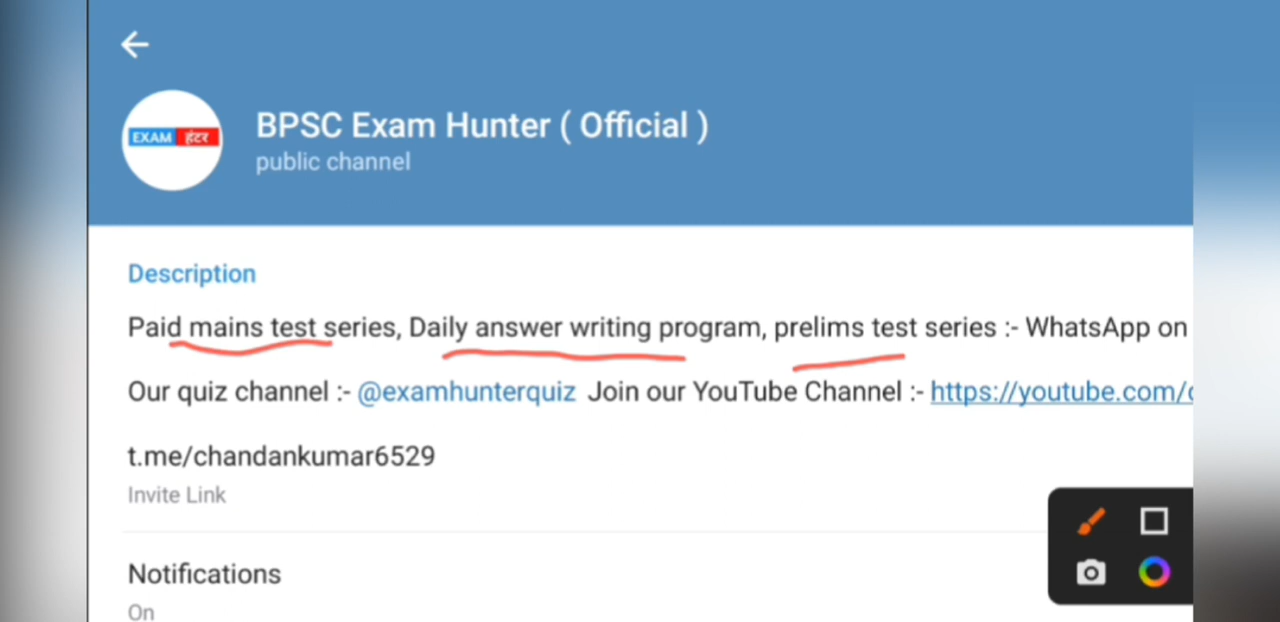 BPSC Exam Hunter ( Official )
EXAM हंटर
public channel
Description
Paid mains test series, Daily answer writing program, prelims test series :- WhatsApp on
Our quiz channel :- @examhunterquiz Join our YouTube Channel :- https://youtube.com/
t.me/chandankumar6529
Invite Link
Notifications
On